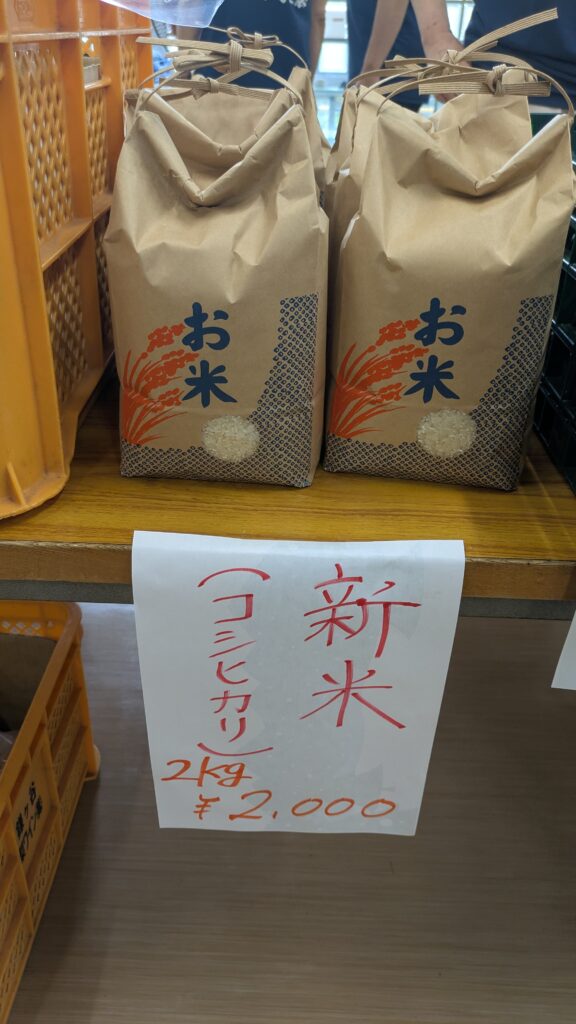 お米
お米
新米
(コシヒカリ)
2kg
¥2,000